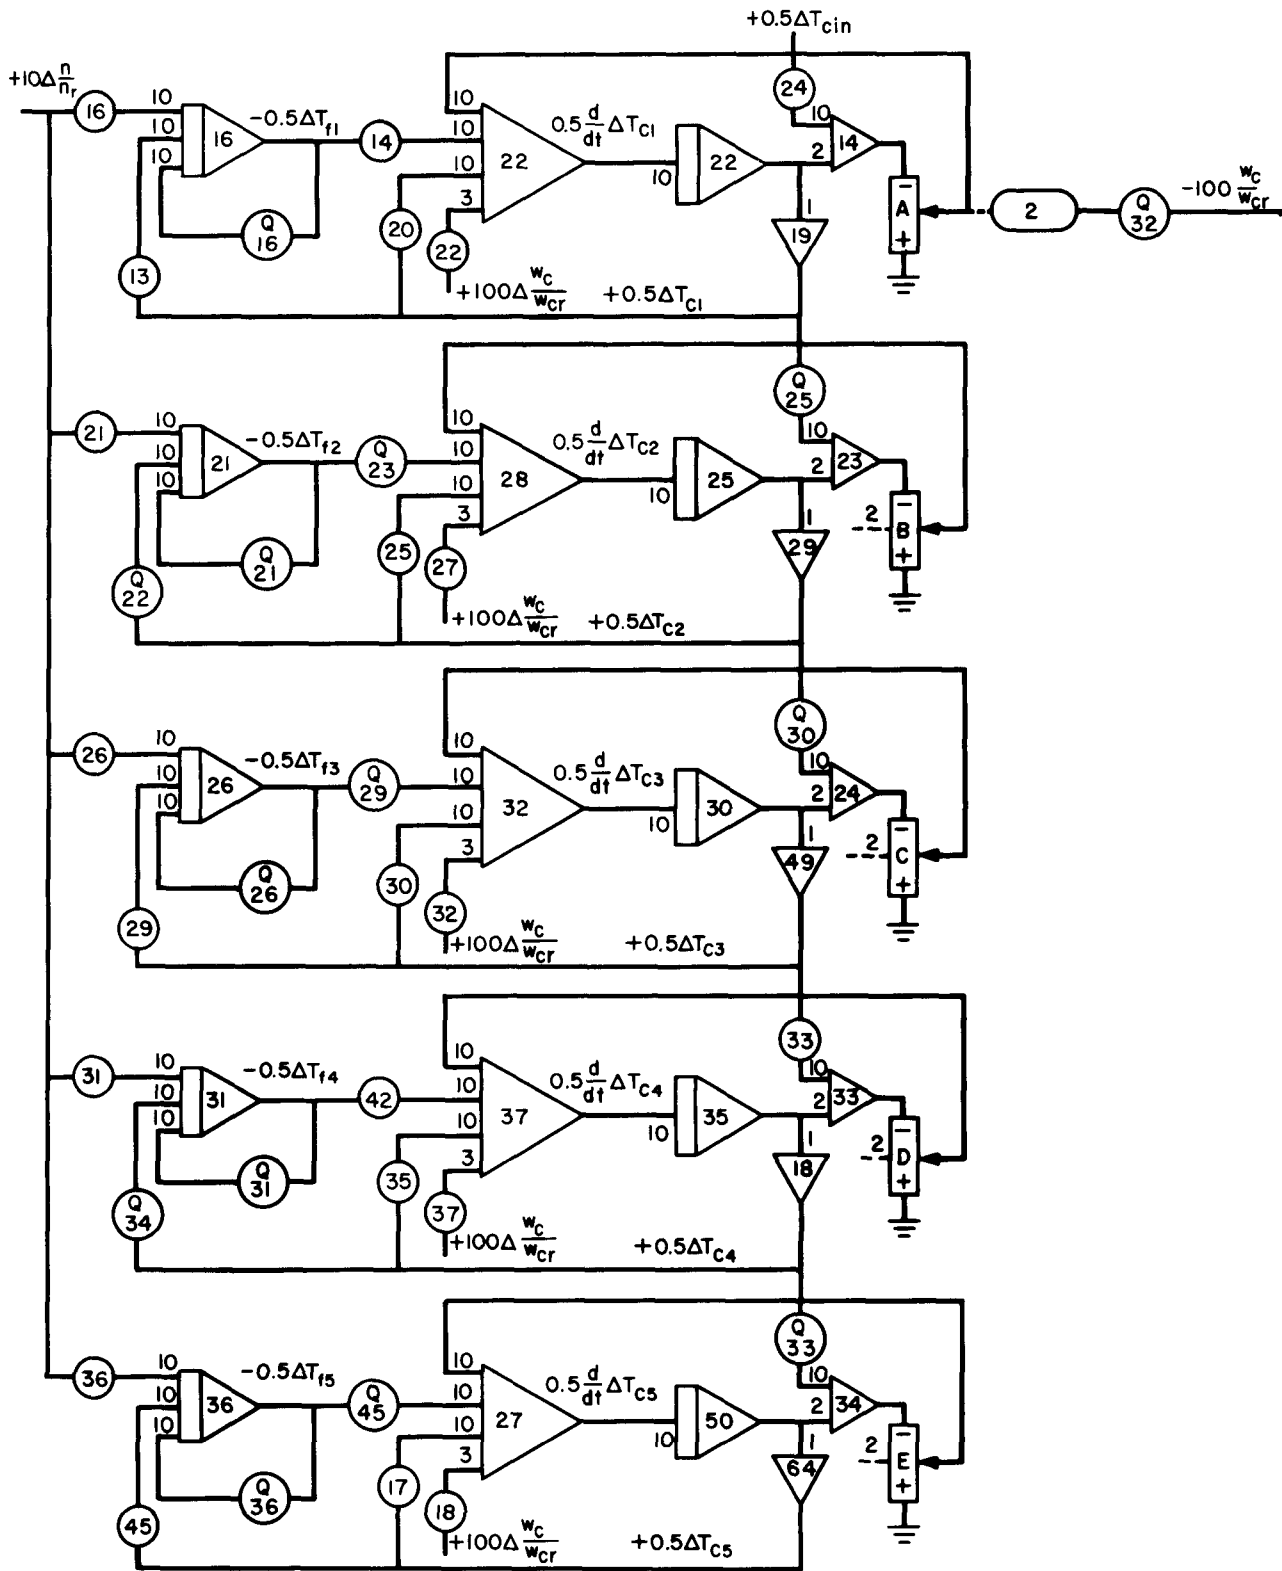 +0.5ΔTcin
+10Δ n/nr
16
10
10
10
16
-0.5ΔTf1
14
10
10
10
3
22
0.5 d/dt ΔTC1
10
22
24
10
2
14
-
A
+
2
Q 32
-100 wC/wcr
Q 16
13
20
22
1
19
+100Δ wC/wcr
+0.5ΔTC1
21
10
10
10
21
-0.5ΔTf2
Q 23
10
10
10
3
28
0.5 d/dt ΔTC2
10
25
Q 25
10
2
23
-
2
B
+
Q 21
Q 22
25
27
1
29
+100Δ wC/wcr
+0.5ΔTC2
26
10
10
10
26
-0.5ΔTf3
Q 29
10
10
10
3
32
0.5 d/dt ΔTC3
10
30
Q 30
10
2
24
-
2
C
+
Q 26
29
30
32
1
49
+100Δ wC/wcr
+0.5ΔTC3
31
10
10
10
31
-0.5ΔTf4
42
10
10
10
3
37
0.5 d/dt ΔTC4
10
35
33
10
2
33
-
2
D
+
Q 31
Q 34
35
37
1
18
+100Δ wC/wcr
+0.5ΔTC4
36
10
10
10
36
-0.5ΔTf5
Q 45
10
10
10
3
27
0.5 d/dt ΔTC5
10
50
Q 33
10
2
34
-
2
E
+
Q 36
45
17
18
1
64
+100Δ wC/wcr
+0.5ΔTC5